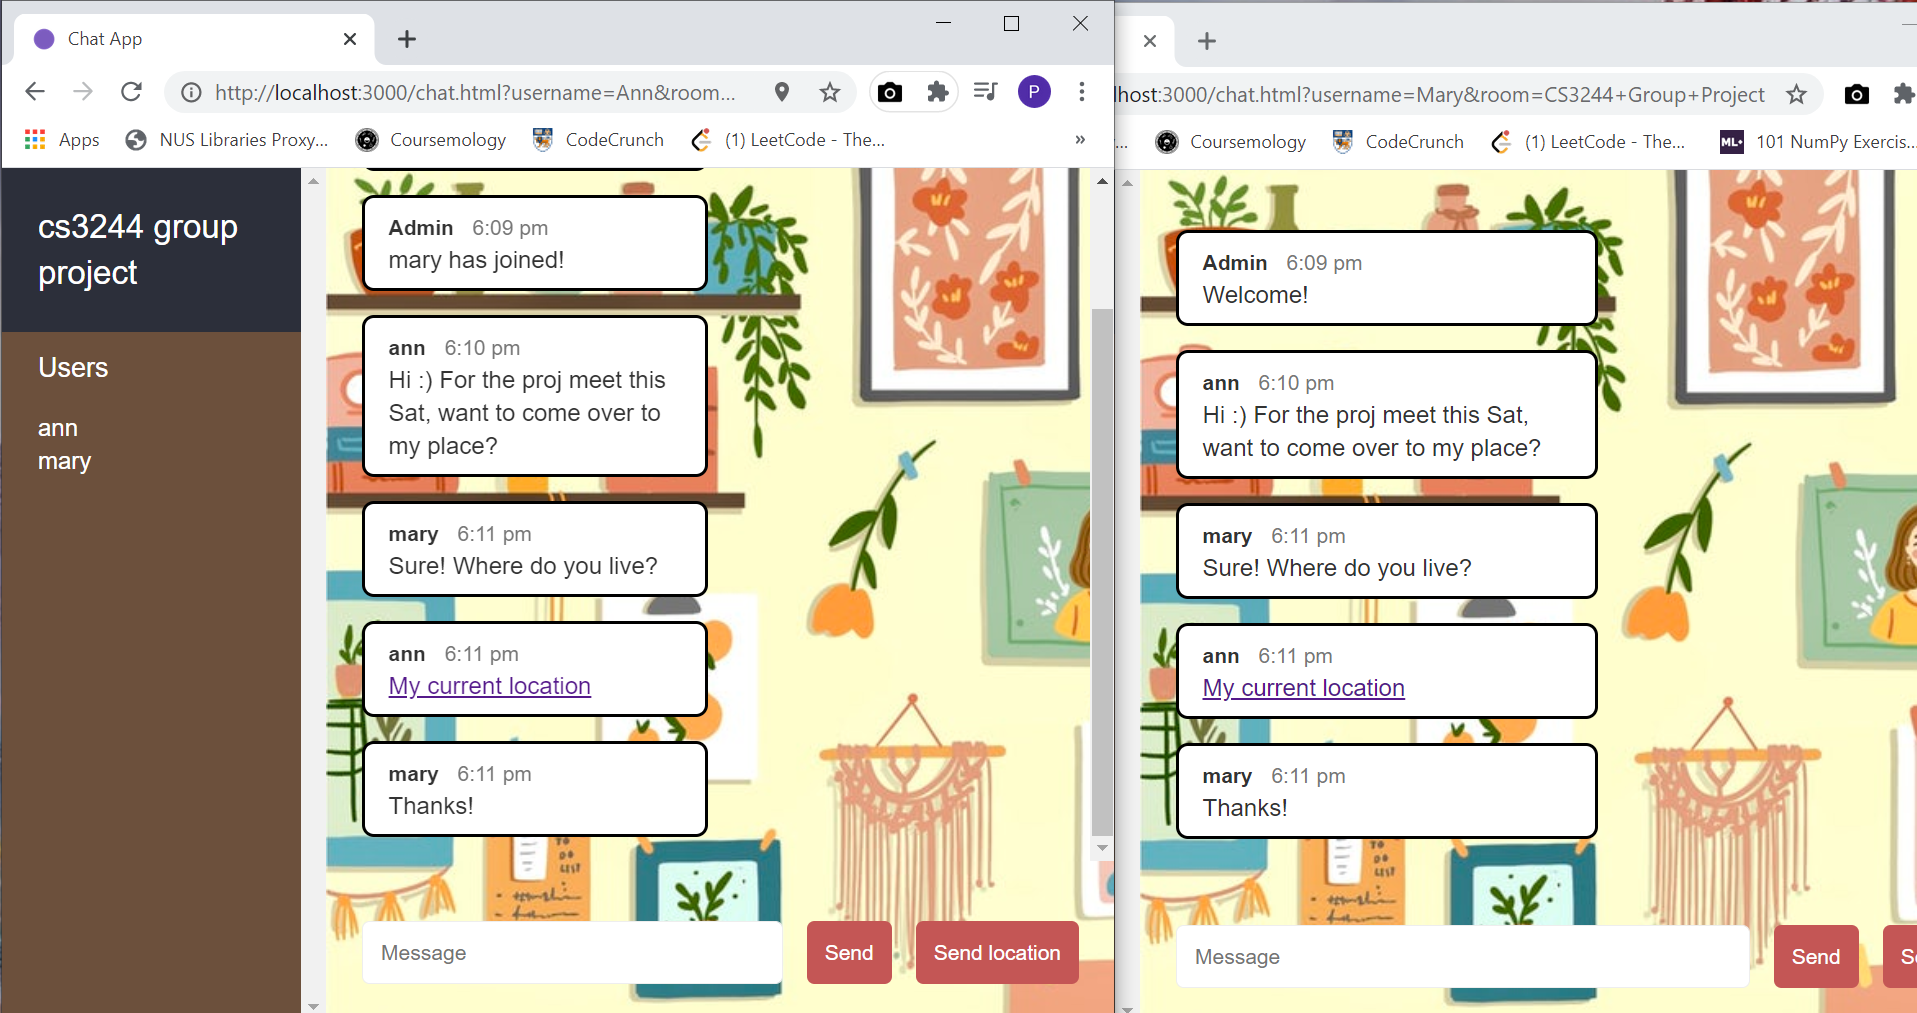 Chat App
http://localhost:3000/chat.html?username=Ann&room...
P
Apps
NUS Libraries Proxy...
Coursemology
CodeCrunch
(1) LeetCode - The...
»
cs3244 group
project
Users
ann
mary
Admin 6:09 pm
mary has joined!
ann 6:10 pm
Hi :) For the proj meet this
Sat, want to come over to
my place?
mary 6:11 pm
Sure! Where do you live?
ann 6:11 pm
My current location
mary 6:11 pm
Thanks!
TO
DO
LIST
Message
Send
Send location
lhost:3000/chat.html?username=Mary&room=CS3244+Group+Project
...
Coursemology
CodeCrunch
(1) LeetCode - The...
ML+
101 NumPy Exercis...
Admin 6:09 pm
Welcome!
ann 6:10 pm
Hi :) For the proj meet this Sat,
want to come over to my place?
mary 6:11 pm
Sure! Where do you live?
ann 6:11 pm
My current location
mary 6:11 pm
Thanks!
TO
DO
LIST
Message
Send